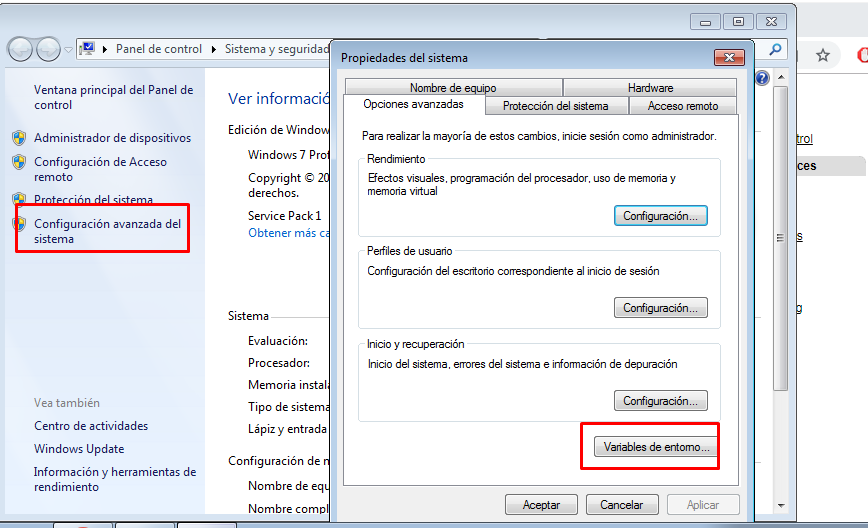 Panel de control
Sistema y seguridad
Ventana principal del Panel de
control
Administrador de dispositivos
Configuración de Acceso
remoto
Protección del sistema
Configuración avanzada del
sistema
Vea también
Centro de actividades
Windows Update
Información y herramientas de
rendimiento
Ver informació
Edición de Window
Windows 7 Prof
Copyright © 20
derechos.
Service Pack 1
Obtener más ca
Sistema
Evaluación:
Procesador:
Memoria instala
Tipo de sistema
Lápiz y entrada
Configuración de n
Nombre de equ
Nombre compl
Propiedades del sistema
Nombre de equipo
Hardware
Opciones avanzadas
Protección del sistema
Acceso remoto
Para realizar la mayoría de estos cambios, inicie sesión como administrador.
Rendimiento
Efectos visuales, programación del procesador, uso de memoria y
memoria virtual
Configuración...
Perfiles de usuario
Configuración del escritorio correspondiente al inicio de sesión
Configuración...
Inicio y recuperación
Inicio del sistema, errores del sistema e información de depuración
Configuración...
Variables de entorno...
Aceptar
Cancelar
Aplicar
trol
ces
s
g